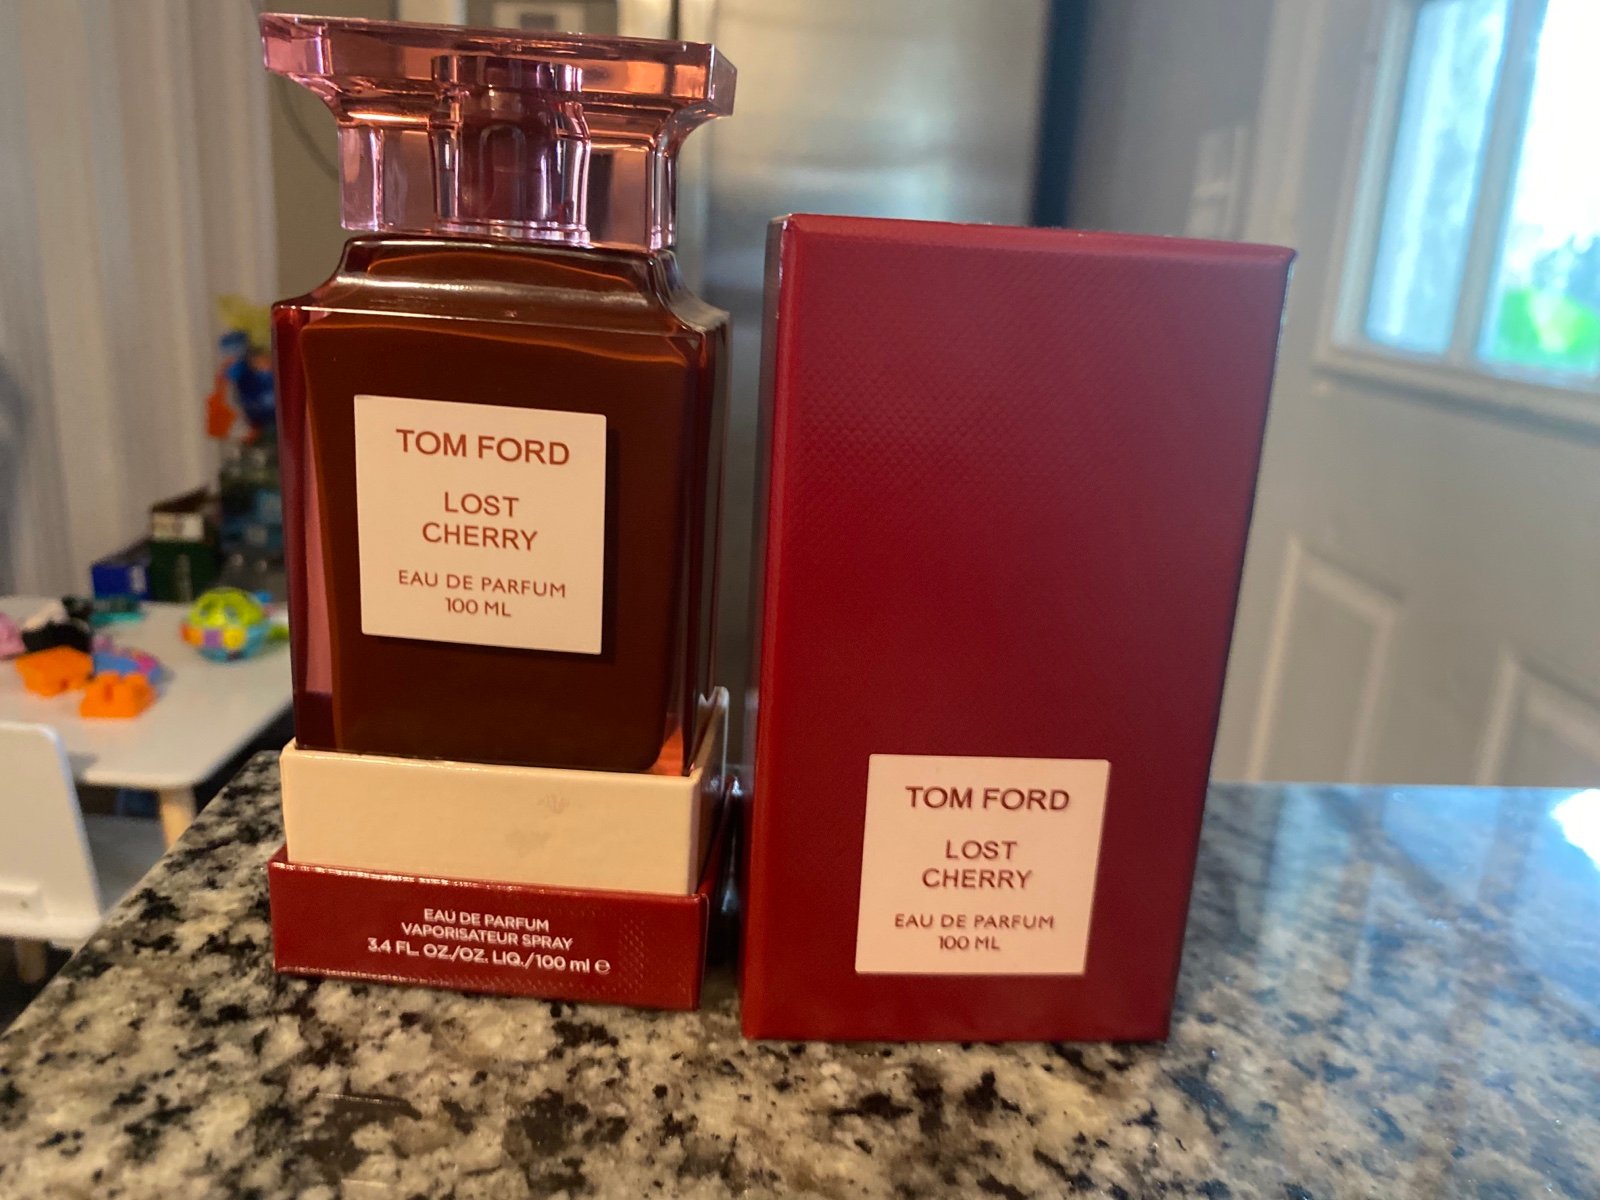 TOM FORD
LOST
CHERRY
EAU DE PARFUM
100 ML
EAU DE PARFUM
VAPORISATEUR SPRAY
3.4 FL. OZ./OZ. LIQ./100 ml ℮
TOM FORD
LOST
CHERRY
EAU DE PARFUM
100 ML